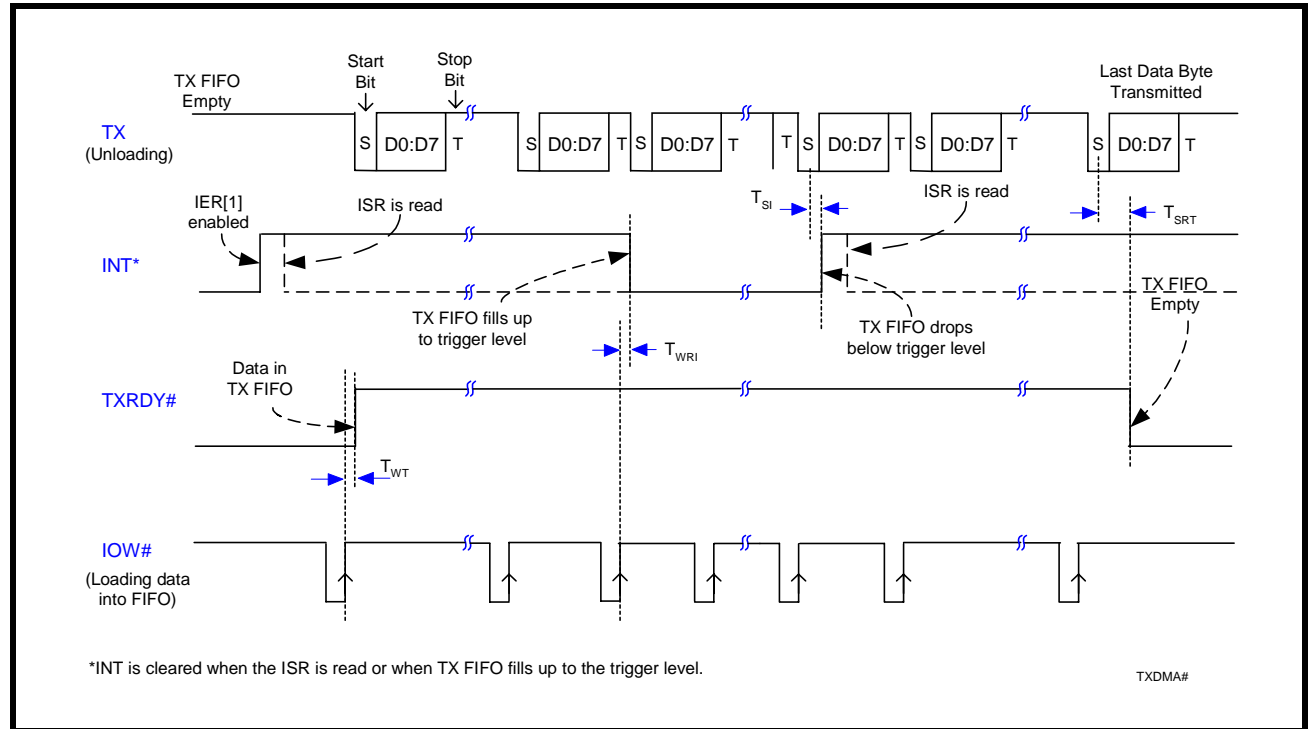 TX FIFO
Empty
Start
Bit
Stop
Bit
Last Data Byte
Transmitted
TX
(Unloading)
S D0:D7 T S D0:D7 T S D0:D7 T T S D0:D7 T S D0:D7 T S D0:D7 T
IER[1]
enabled
ISR is read
TSI
ISR is read
TSRT
INT*
TX FIFO fills up
to trigger level
TX FIFO drops
below trigger level
TX FIFO
Empty
TWRI
Data in
TX FIFO
TXRDY#
TWT
IOW#
(Loading data
into FIFO)
*INT is cleared when the ISR is read or when TX FIFO fills up to the trigger level.
TXDMA#